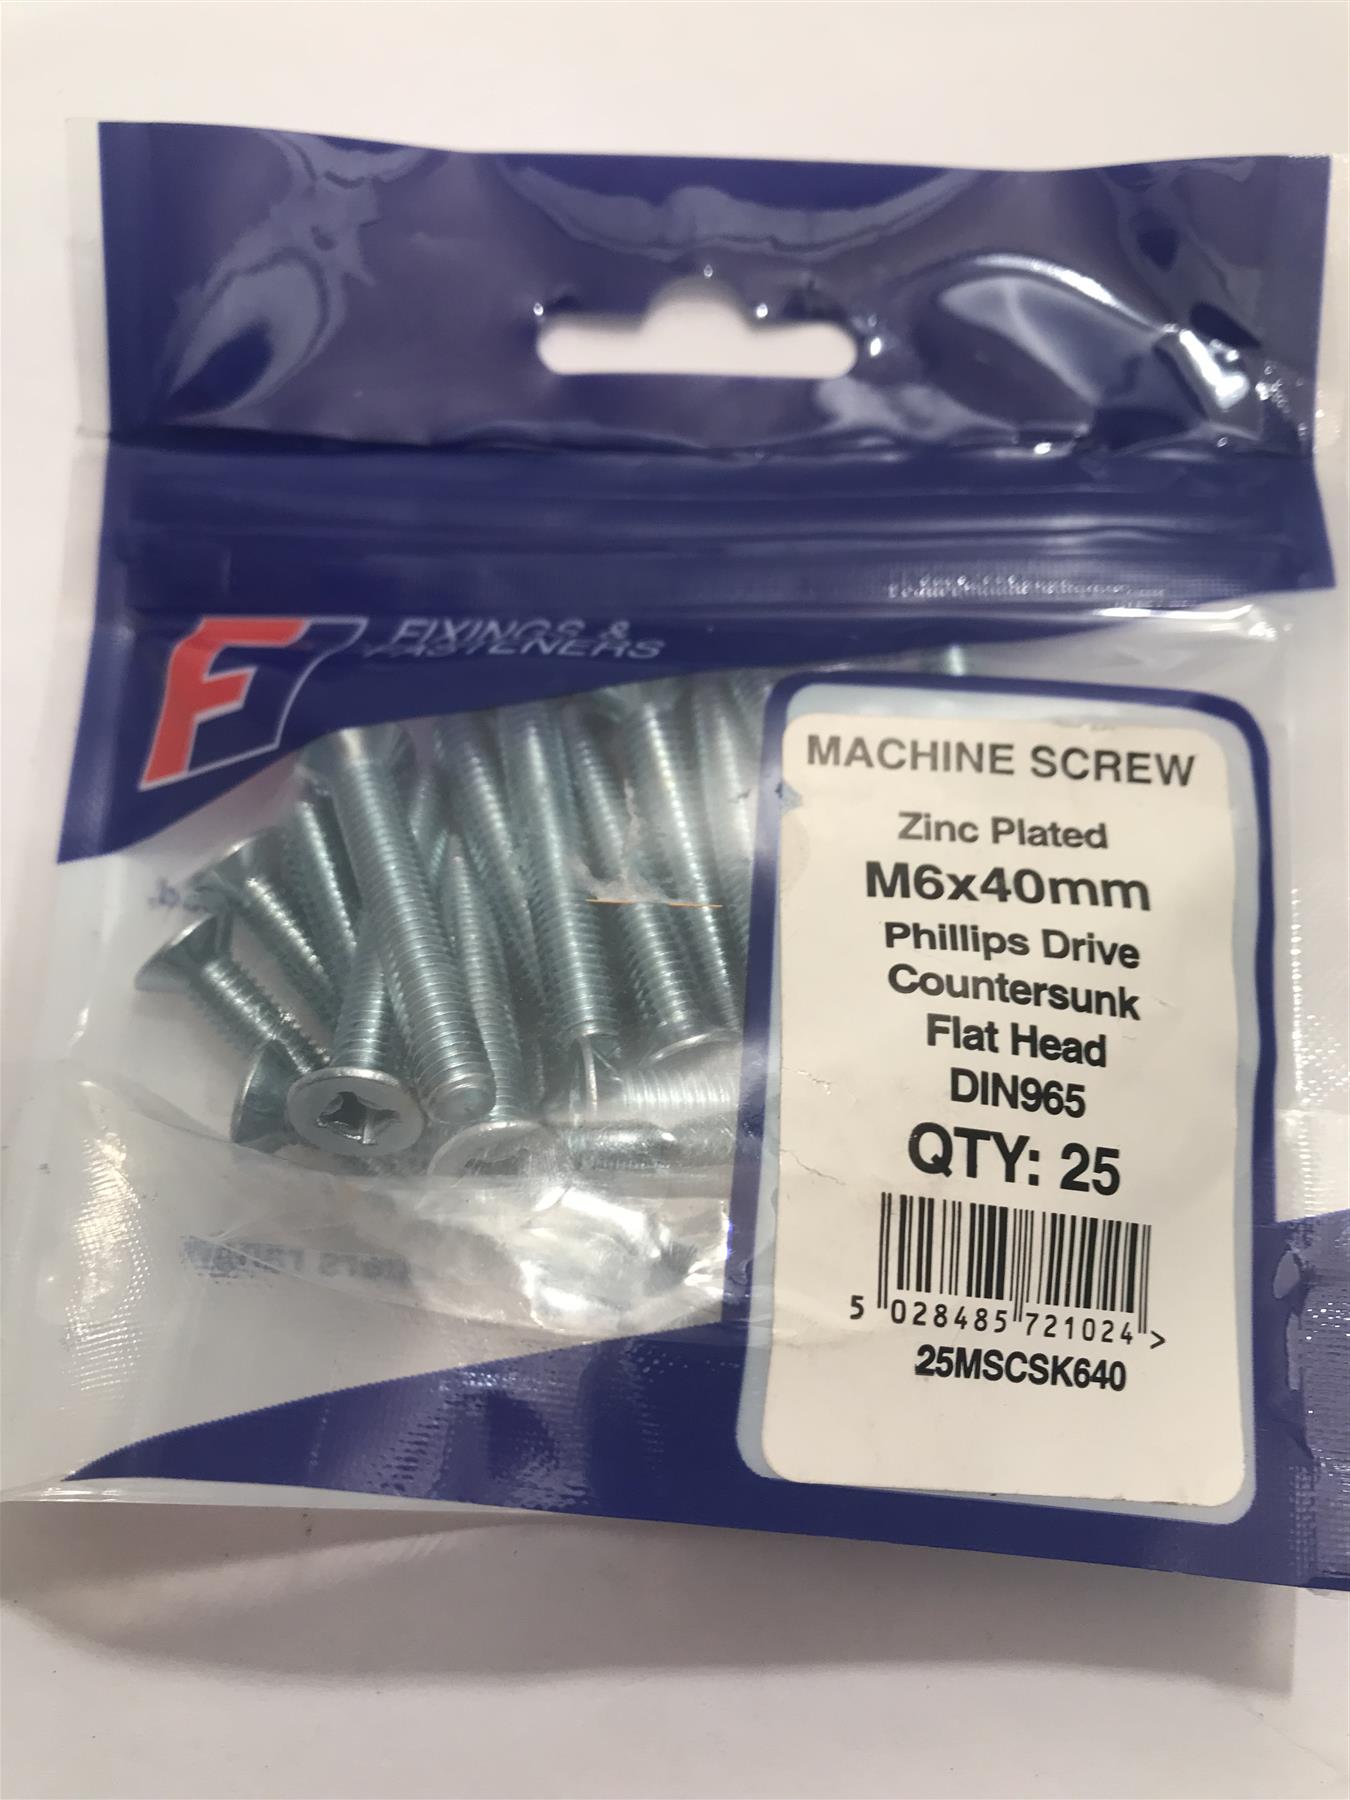 F
FIXINGS &
FASTENERS
MACHINE SCREW
Zinc Plated
M6x40mm
Phillips Drive
Countersunk
Flat Head
DIN965
QTY: 25
5 028485 721024 >
25MSCSK640